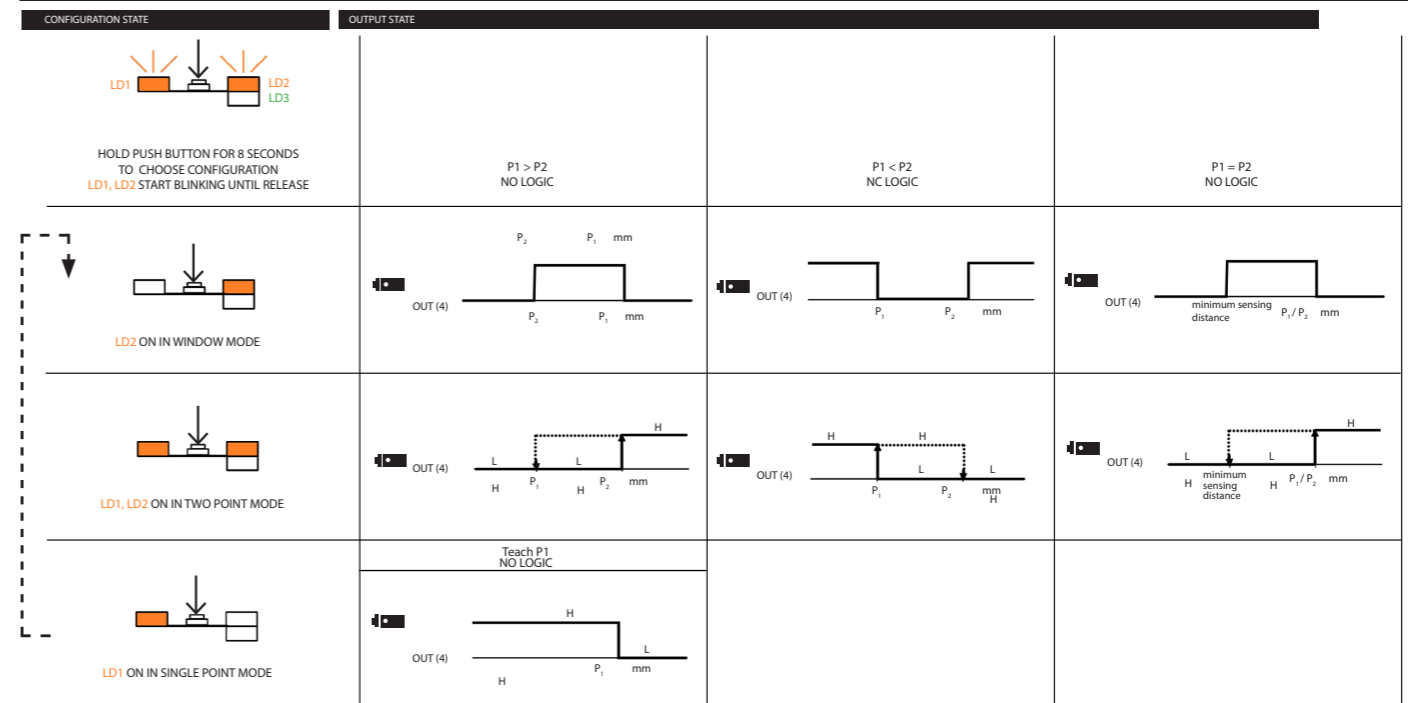 CONFIGURATION STATE
OUTPUT STATE
LD1
LD2
LD3
HOLD PUSH BUTTON FOR 8 SECONDS
TO CHOOSE CONFIGURATION
LD1, LD2 START BLINKING UNTIL RELEASE
P1 > P2
NO LOGIC
P1 < P2
NC LOGIC
P1 = P2
NO LOGIC
LD2 ON IN WINDOW MODE
P₂ P₁ mm
OUT (4)
P₂ P₁ mm
OUT (4)
P₁ P₂ mm
OUT (4)
minimum sensing
distance
P₁/ P₂ mm
LD1, LD2 ON IN TWO POINT MODE
H
L L
OUT (4)
H P₁ H P₂ mm
H H
L L
OUT (4)
P₁ P₂ mm
H
H
L L
OUT (4)
H minimum
sensing
distance
H P₁/ P₂ mm
Teach P1
NO LOGIC
LD1 ON IN SINGLE POINT MODE
H
L
OUT (4)
P₁ mm
H